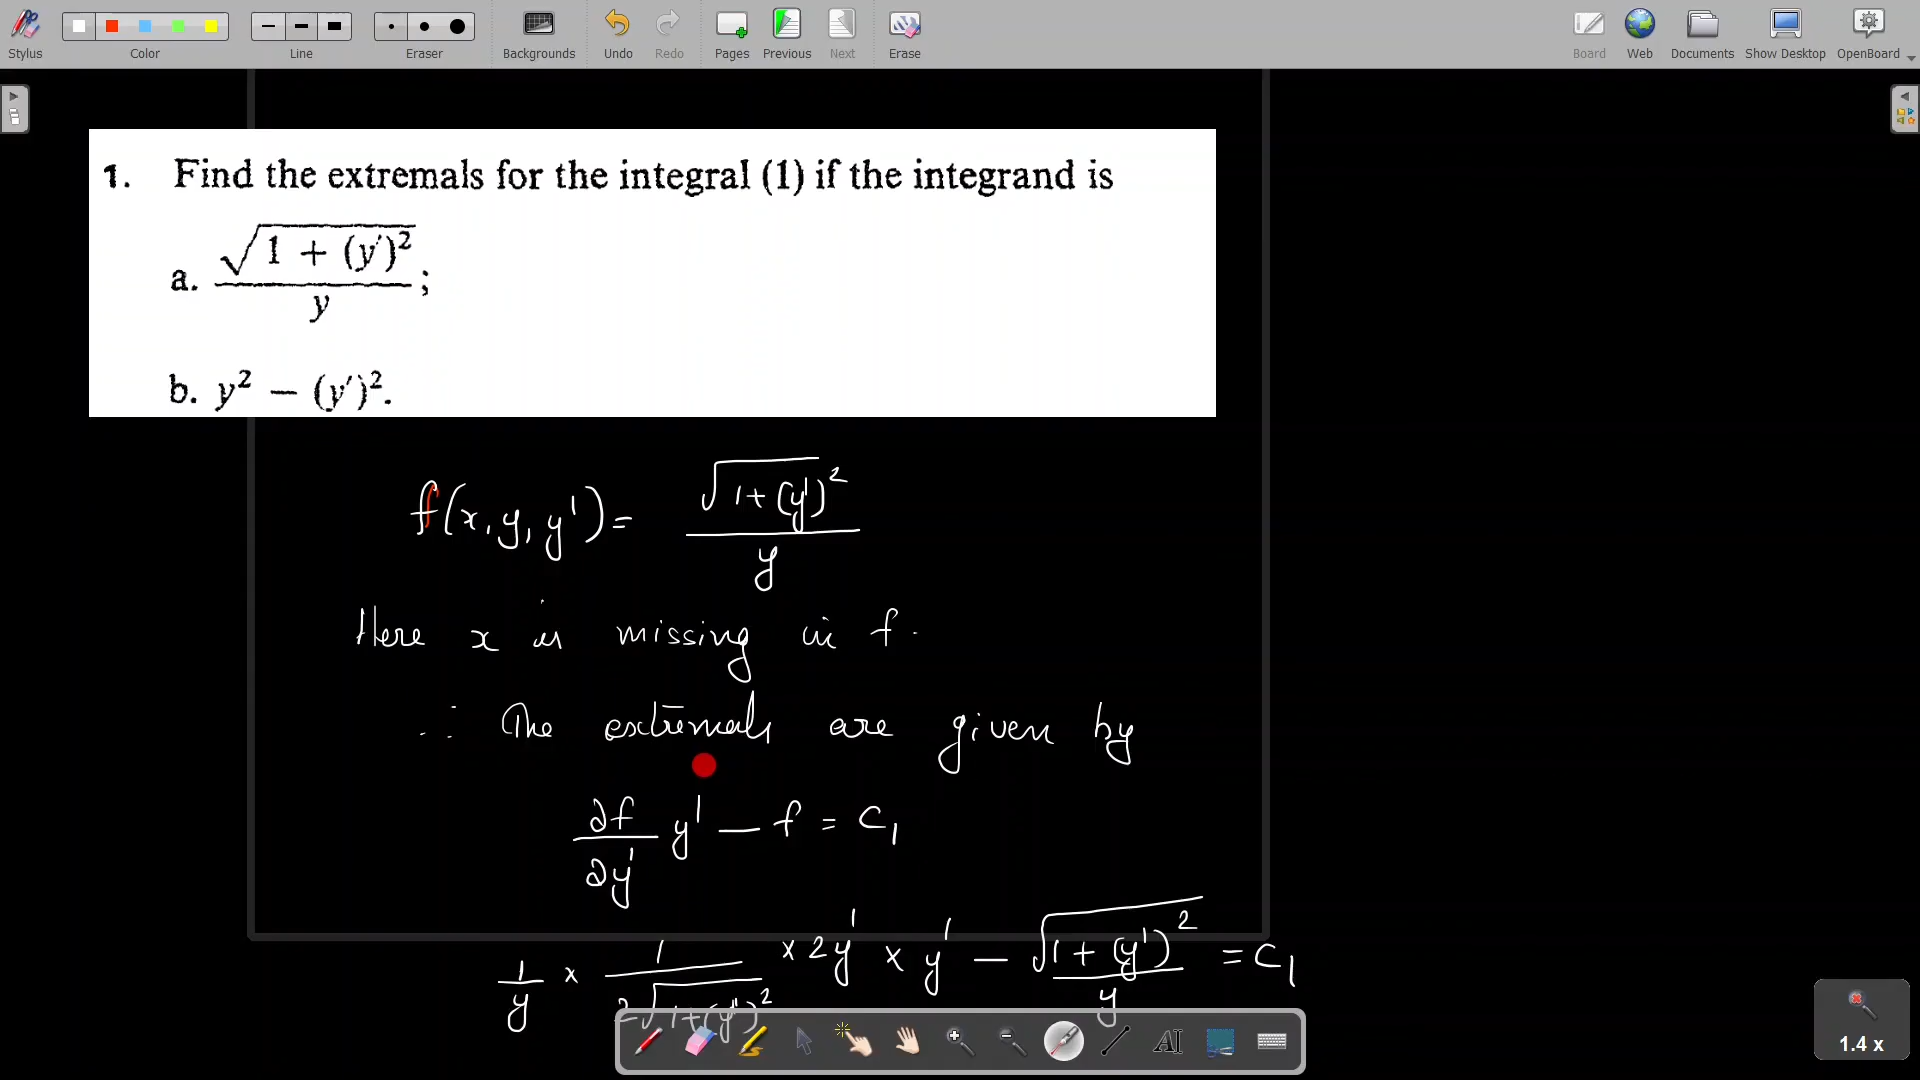 Stylus Color Line Eraser Backgrounds Undo Redo Pages Previous Next Erase Board Web Documents Show Desktop OpenBoard
1. Find the extremals for the integral (1) if the integrand is
a. √(1 + (y′)²) / y ;
b. y² − (y′)².
f(x, y, y') = √(1 + (y')²) / y
Here x is missing in f.
∴ The extremals are given by
∂f/∂y' y' − f = C₁
1/y × 1/(2√(1+(y')²)) × 2y' × y' − √(1 + (y')²)/y = C₁
1.4 x